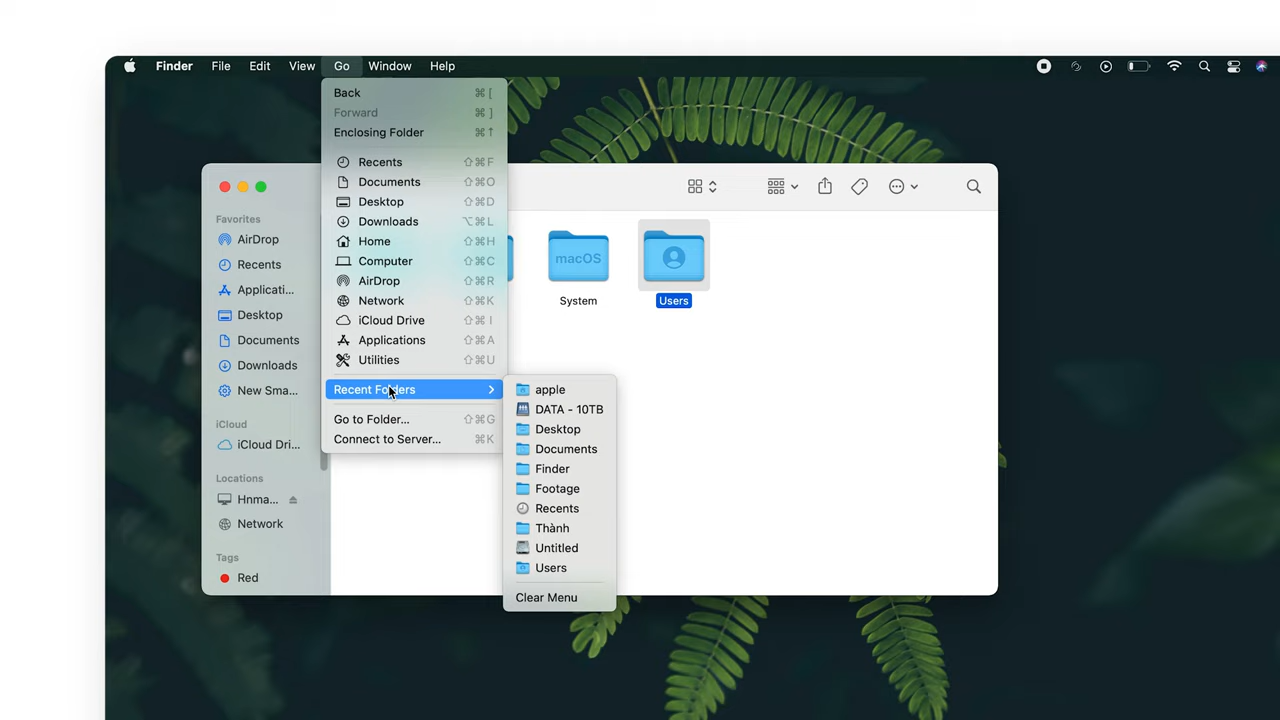 Finder File Edit View Go Window Help
Back ⌘ [
Forward ⌘ ]
Enclosing Folder ⌘↑
Recents ⇧⌘F
Documents ⇧⌘O
Desktop ⇧⌘D
Downloads ⌥⌘L
Home ⇧⌘H
Computer ⇧⌘C
AirDrop ⇧⌘R
Network ⇧⌘K
iCloud Drive ⇧⌘I
Applications ⇧⌘A
Utilities ⇧⌘U
Recent Folders
Go to Folder... ⇧⌘G
Connect to Server... ⌘K
apple
DATA - 10TB
Desktop
Documents
Finder
Footage
Recents
Thành
Untitled
Users
Clear Menu
Favorites
AirDrop
Recents
Applicati...
Desktop
Documents
Downloads
New Sma...
iCloud
iCloud Dri...
Locations
Hnma...
Network
Tags
Red
macOS
System
Users